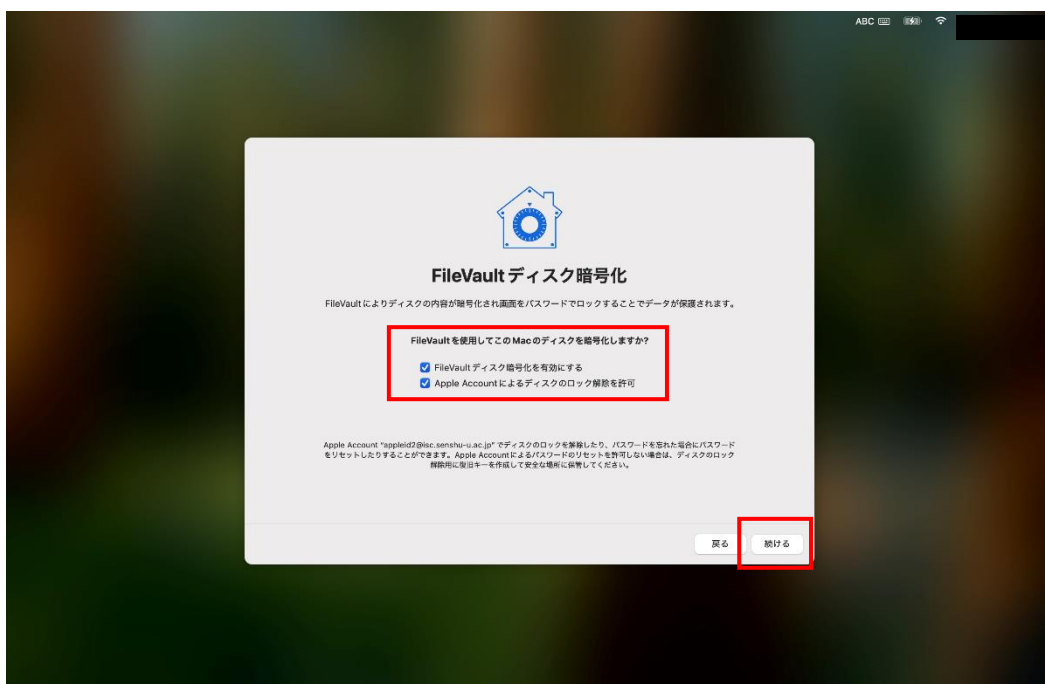 ABC
FileVault ディスク暗号化
FileVault によりディスクの内容が暗号化され画面をパスワードでロックすることでデータが保護されます。
FileVault を使用してこの Mac のディスクを暗号化しますか?
FileVault ディスク暗号化を有効にする
Apple Account によるディスクのロック解除を許可
Apple Account “appleid2@isc.senshu-u.ac.jp” でディスクのロックを解除したり、パスワードを忘れた場合にパスワード
をリセットしたりすることができます。Apple Accountによるパスワードのリセットを許可しない場合は、ディスクのロック
解除用に復旧キーを作成して安全な場所に保管してください。
戻る
続ける